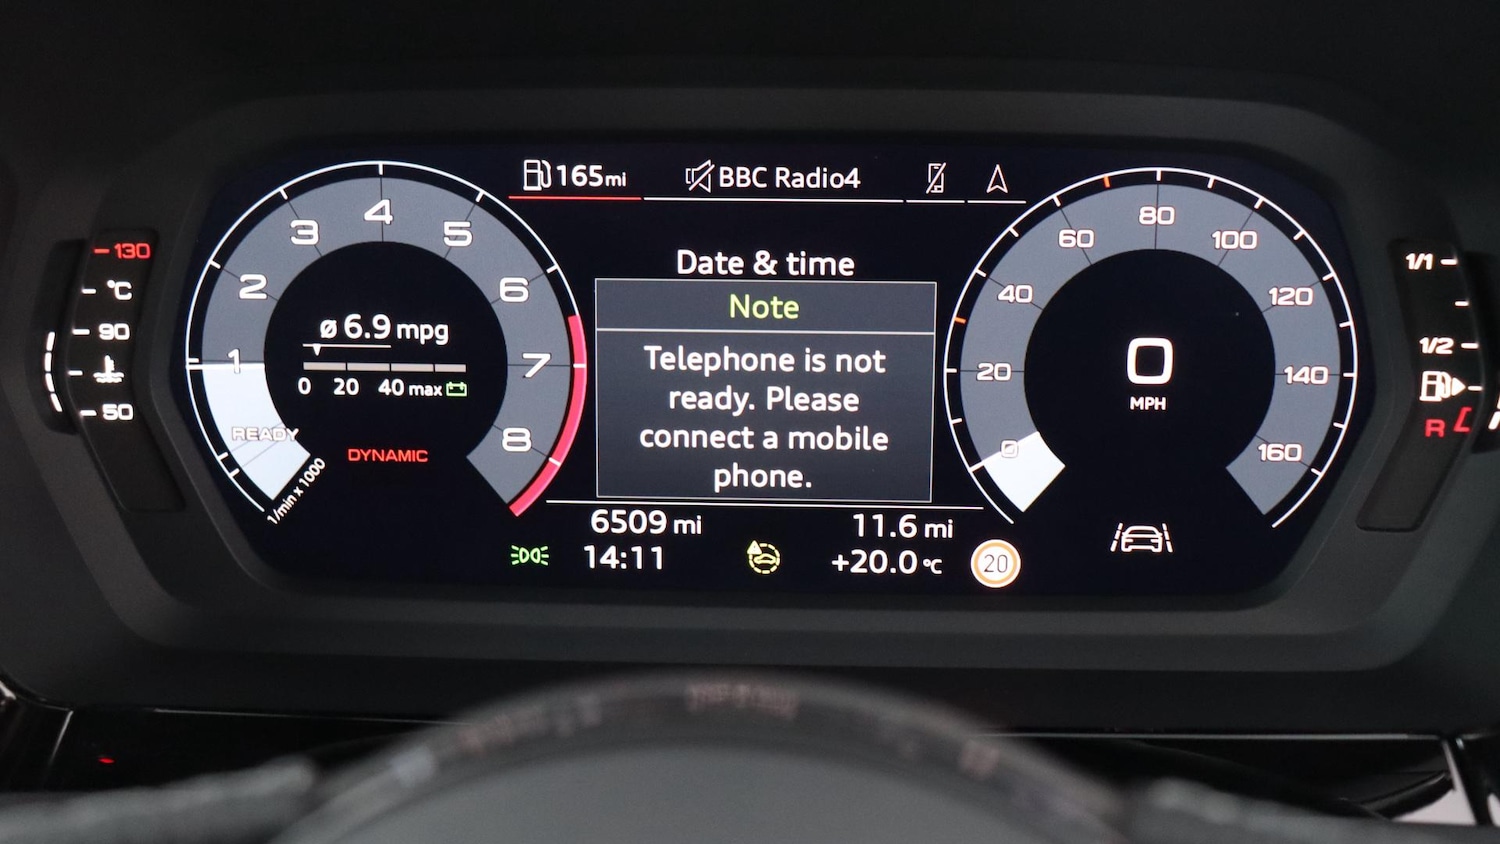 165mi
BBC Radio4
Date & time
Note
Telephone is not
ready. Please
connect a mobile
phone.
6509 mi
11.6 mi
14:11
+20.0 °C
20
130
°C
90
50
1
2
3
4
5
6
7
8
READY
1/min x 1000
ø 6.9 mpg
0 20 40 max
DYNAMIC
0
20
40
60
80
100
120
140
160
0
MPH
1/1
1/2
R